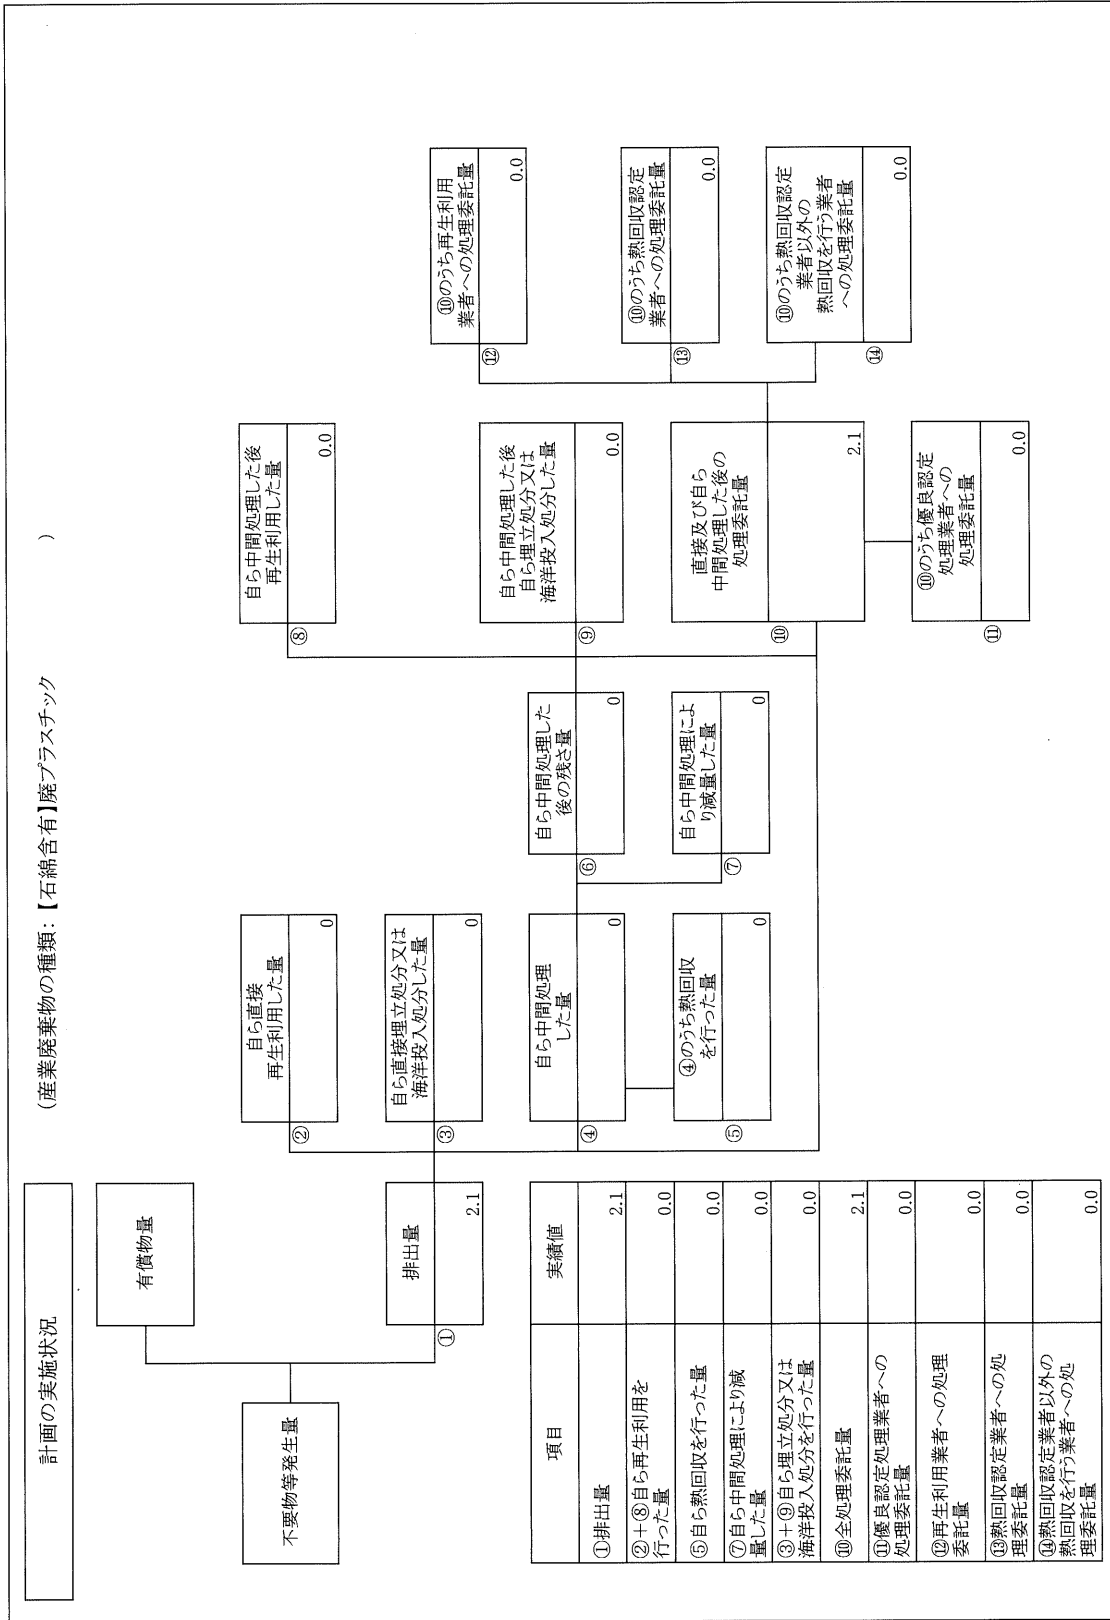 計画の実施状況
(産業廃棄物の種類：【石綿含有】廃プラスチック　)
不要物等発生量
有償物量
排出量
①
2.1
自ら直接
再生利用した量
②
0
自ら直接埋立処分又は
海洋投入処分した量
③
0
自ら中間処理
した量
④
0
④のうち熱回収
を行った量
⑤
0
自ら中間処理した
後の残さ量
⑥
0
自ら中間処理によ
り減量した量
⑦
0
自ら中間処理した後
再生利用した量
⑧
0.0
自ら中間処理した後
自ら埋立処分又は
海洋投入処分した量
⑨
0.0
直接及び自ら
中間処理した後の
処理委託量
⑩
2.1
⑩のうち優良認定
処理業者への
処理委託量
⑪
0.0
⑩のうち再生利用
業者への処理委託量
⑫
0.0
⑩のうち熱回収認定
業者への処理委託量
⑬
0.0
⑩のうち熱回収認定
業者以外の
熱回収を行う業者
への処理委託量
⑭
0.0
項目 実績値
①排出量 2.1
②+⑧自ら再生利用を
行った量 0.0
⑤自ら熱回収を行った量 0.0
⑦自ら中間処理により減
量した量 0.0
③+⑨自ら埋立処分又は
海洋投入処分を行った量 0.0
⑩全処理委託量 2.1
⑪優良認定処理業者への
処理委託量 0.0
⑫再生利用業者への処理
委託量 0.0
⑬熱回収認定業者への処
理委託量 0.0
⑭熱回収認定業者以外の
熱回収を行う業者への処
理委託量 0.0